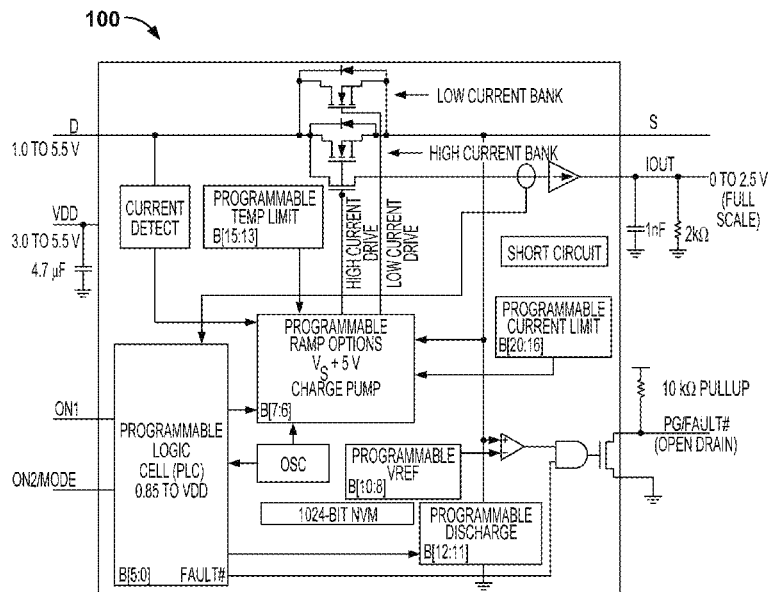 100
LOW CURRENT BANK
D
S
1.0 TO 5.5 V
HIGH CURRENT BANK
IOUT
0 TO 2.5 V
(FULL
SCALE)
CURRENT
DETECT
PROGRAMMABLE
TEMP LIMIT
B[15:13]
VDD
3.0 TO 5.5 V
4.7 µF
HIGH CURRENT
DRIVE
LOW CURRENT
DRIVE
1nF
2kΩ
SHORT CIRCUIT
PROGRAMMABLE
CURRENT LIMIT
B[20:16]
PROGRAMMABLE
RAMP OPTIONS
VS + 5 V
CHARGE PUMP
B[7:6]
10 kΩ PULLUP
ON1
PG/FAULT#
(OPEN DRAIN)
PROGRAMMABLE
LOGIC
CELL (PLC)
0.85 TO VDD
OSC
PROGRAMMABLE
VREF
B[10:8]
+
ON2/MODE
1024-BIT NVM
PROGRAMMABLE
DISCHARGE
B[12:11]
B[5:0]
FAULT#